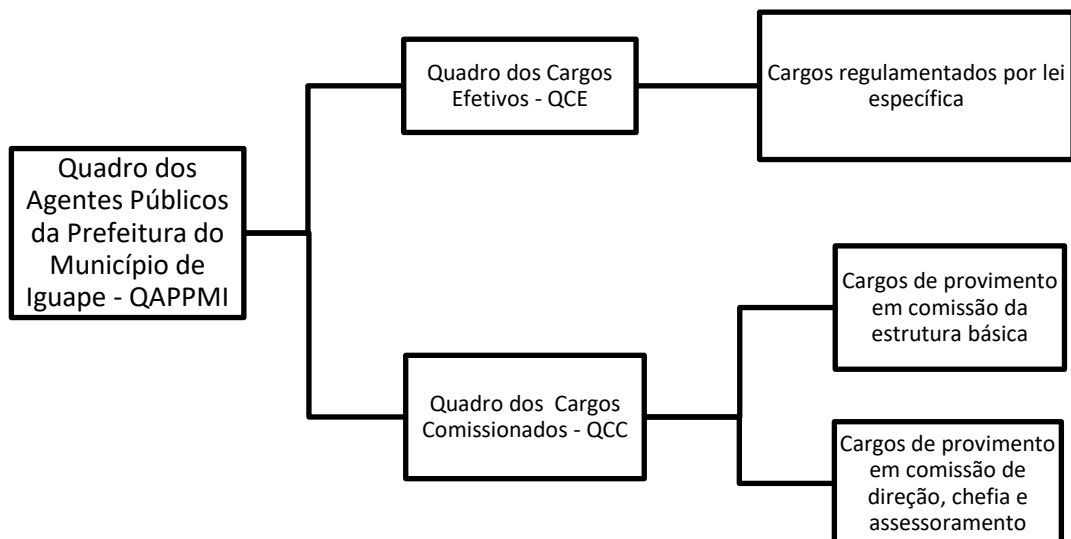 Quadro dos
Agentes Públicos
da Prefeitura do
Município de
Iguape - QAPPMI
Quadro dos Cargos
Efetivos - QCE
Cargos regulamentados por lei
específica
Quadro dos Cargos
Comissionados - QCC
Cargos de provimento
em comissão da
estrutura básica
Cargos de provimento
em comissão de
direção, chefia e
assessoramento